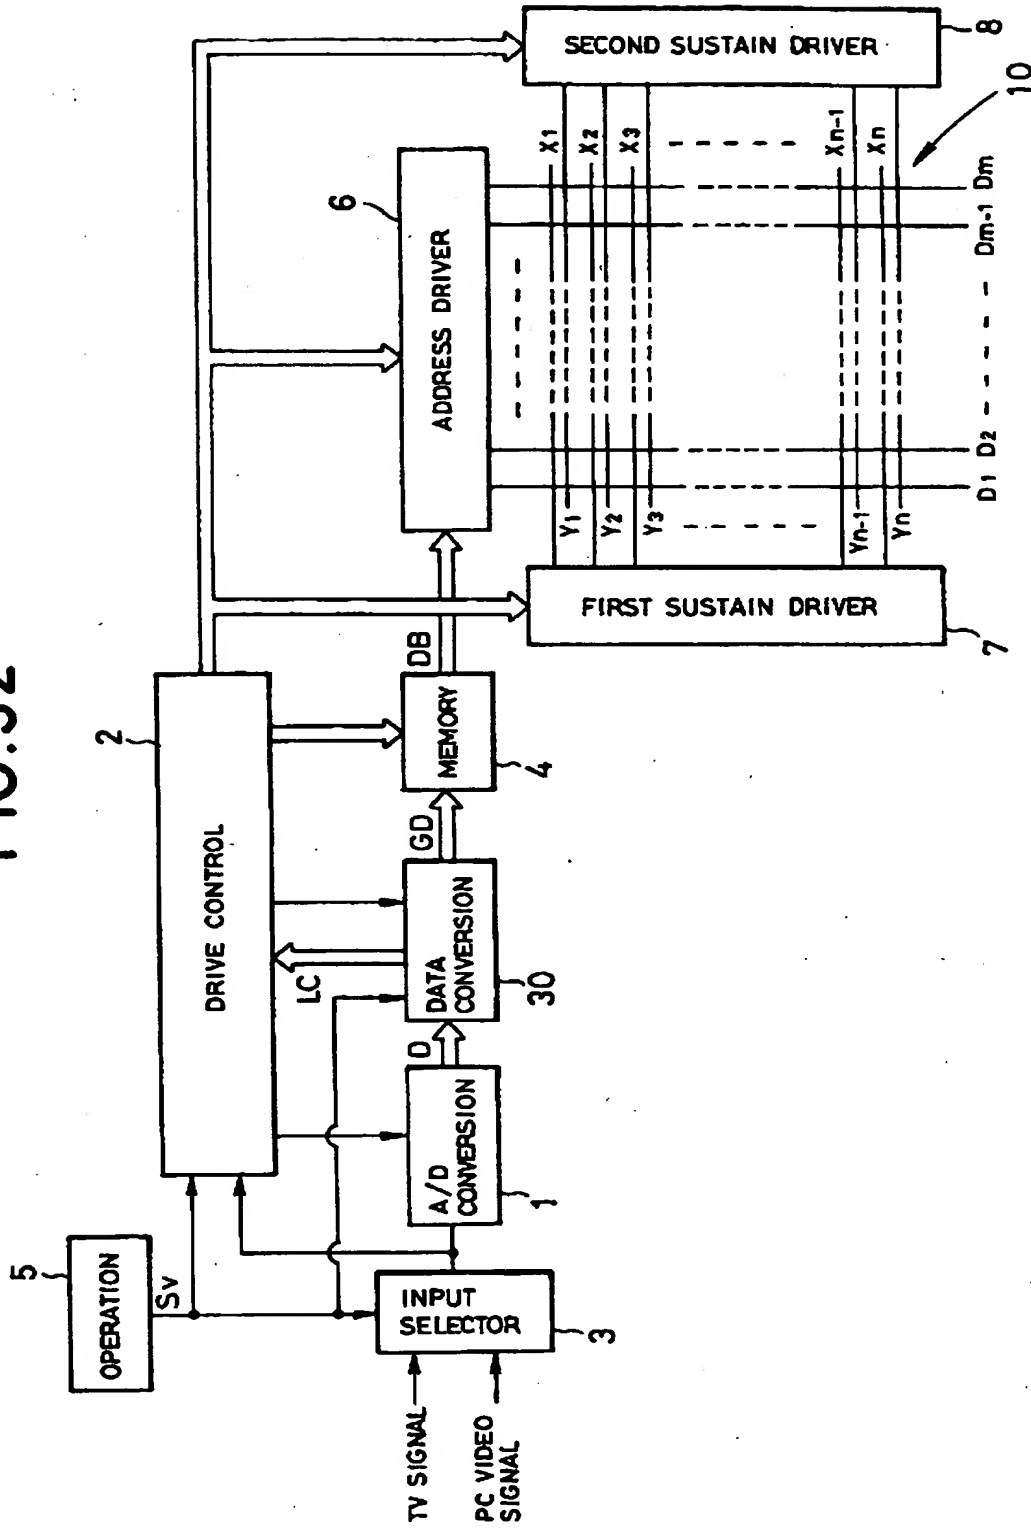 5
OPERATION
Sv
TV SIGNAL
PC VIDEO
SIGNAL
INPUT
SELECTOR
3
2
DRIVE CONTROL
LC
A/D
CONVERSION
1
D
DATA
CONVERSION
30
GD
MEMORY
4
DB
6
ADDRESS DRIVER
FIRST SUSTAIN DRIVER
7
SECOND SUSTAIN DRIVER
8
X1
Y1
X2
Y2
X3
Y3
Xn-1
Yn-1
Xn
Yn
D1 D2 Dm-1 Dm
10